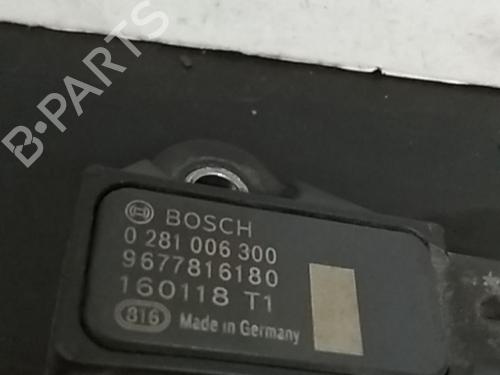 B-PARTS
BOSCH
0 281 006 300
9677816180
160118 T1
816 Made in Germany